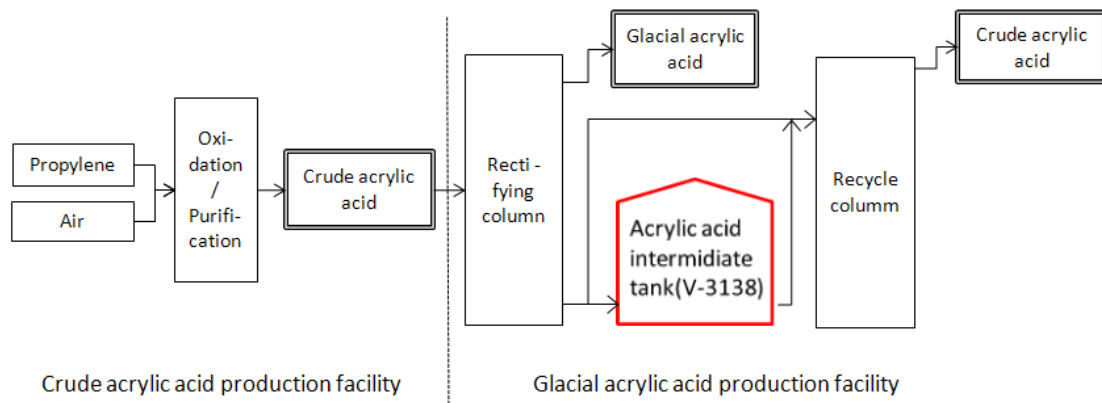 Propylene
Air
Oxi-
dation
/
Purifi-
cation
Crude acrylic
acid
Recti -
fying
column
Glacial acrylic
acid
Acrylic acid
intermidiate
tank(V-3138)
Recycle
columm
Crude acrylic
acid
Crude acrylic acid production facility
Glacial acrylic acid production facility